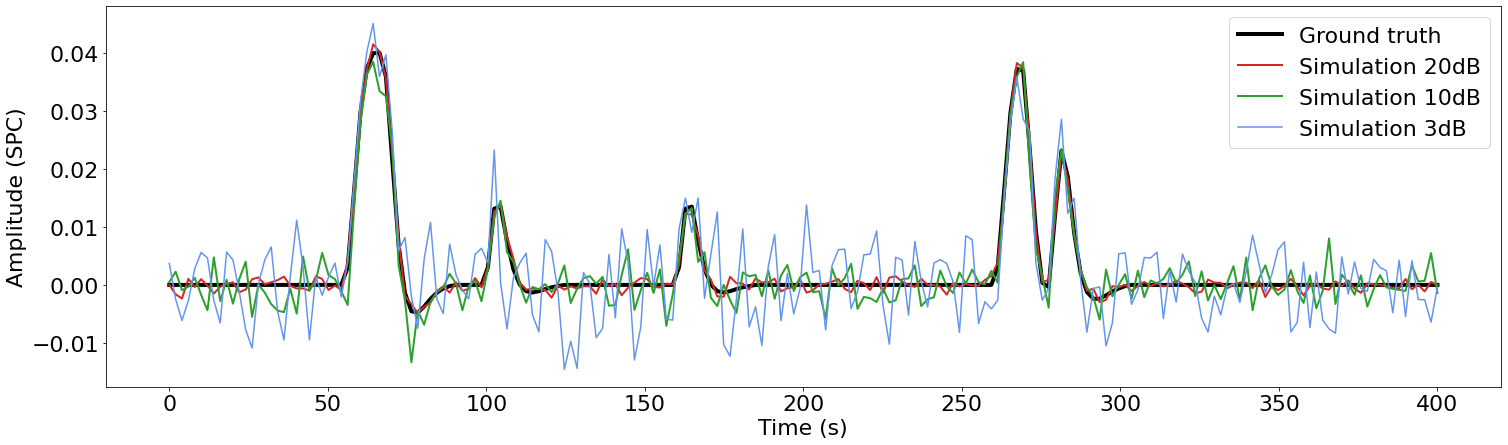 Ground truth
Simulation 20dB
Simulation 10dB
Simulation 3dB
Amplitude (SPC)
0.04
0.03
0.02
0.01
0.00
−0.01
0 50 100 150 200 250 300 350 400
Time (s)